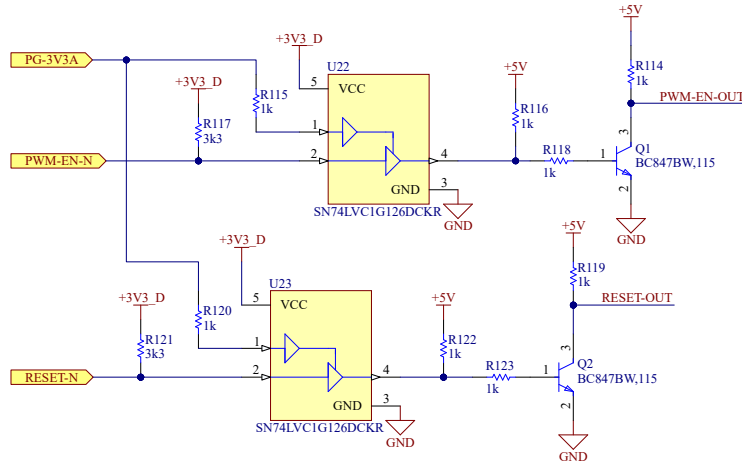 +5V
+3V3_D
PG-3V3A
U22
R114
1k
+3V3_D
5
VCC
+5V
R115
1k
PWM-EN-OUT
R117
3k3
1
R116
1k
3
Q1
BC847BW,115
PWM-EN-N
2
4
R118
1k
1
GND
3
2
SN74LVC1G126DCKR
GND
GND
+5V
+3V3_D
R119
1k
U23
+3V3_D
5
VCC
+5V
RESET-OUT
R120
1k
R121
3k3
1
R122
1k
3
Q2
BC847BW,115
RESET-N
2
4
R123
1k
1
GND
3
2
SN74LVC1G126DCKR
GND
GND